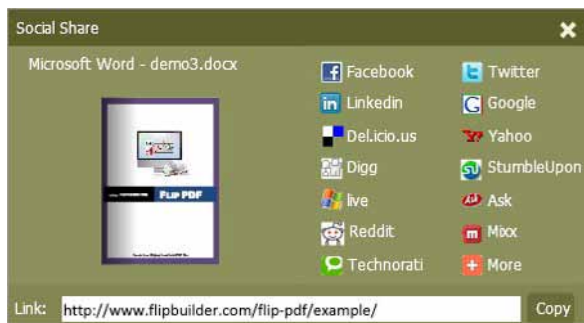 Social Share
Microsoft Word - demo3.docx
FLIP PDF
Facebook
Twitter
Linkedin
Google
Del.icio.us
Yahoo
Digg
StumbleUpon
live
Ask
Reddit
Mixx
Technorati
More
Link: http://www.flipbuilder.com/flip-pdf/example/ Copy